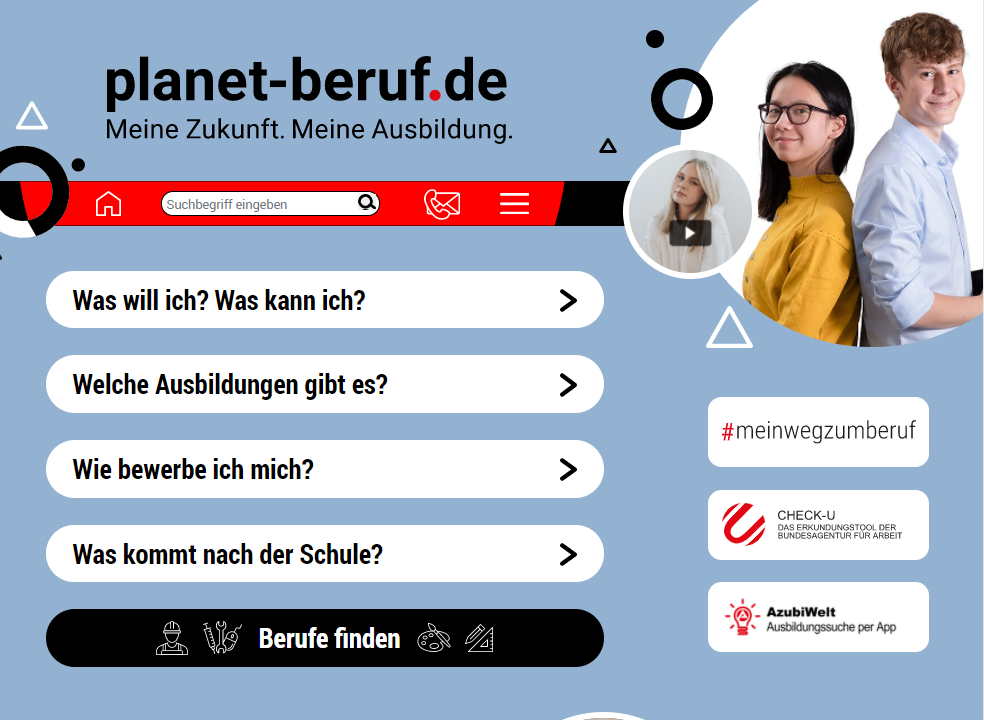 planet-beruf.de
Meine Zukunft. Meine Ausbildung.
Suchbegriff eingeben
Was will ich? Was kann ich?
Welche Ausbildungen gibt es?
Wie bewerbe ich mich?
Was kommt nach der Schule?
Berufe finden
#meinwegzumberuf
CHECK-U
DAS ERKUNDUNGSTOOL DER
BUNDESAGENTUR FÜR ARBEIT
AzubiWelt
Ausbildungssuche per App